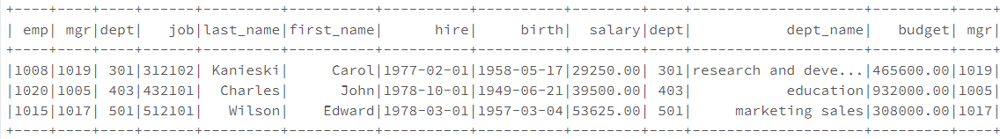 +----+----+----+------+---------+----------+----------+----------+--------+----+--------------------+---------+----+
| emp| mgr|dept|   job|last_name|first_name|      hire|     birth|  salary|dept|           dept_name|   budget| mgr|
+----+----+----+------+---------+----------+----------+----------+--------+----+--------------------+---------+----+
|1008|1019| 301|312102| Kanieski|     Carol|1977-02-01|1958-05-17|29250.00| 301|research and deve...|465600.00|1019|
|1020|1005| 403|432101|  Charles|      John|1978-10-01|1949-06-21|39500.00| 403|           education|932000.00|1005|
|1015|1017| 501|512101|   Wilson|    Edward|1978-03-01|1957-03-04|53625.00| 501|     marketing sales|308000.00|1017|
+----+----+----+------+---------+----------+----------+----------+--------+----+--------------------+---------+----+